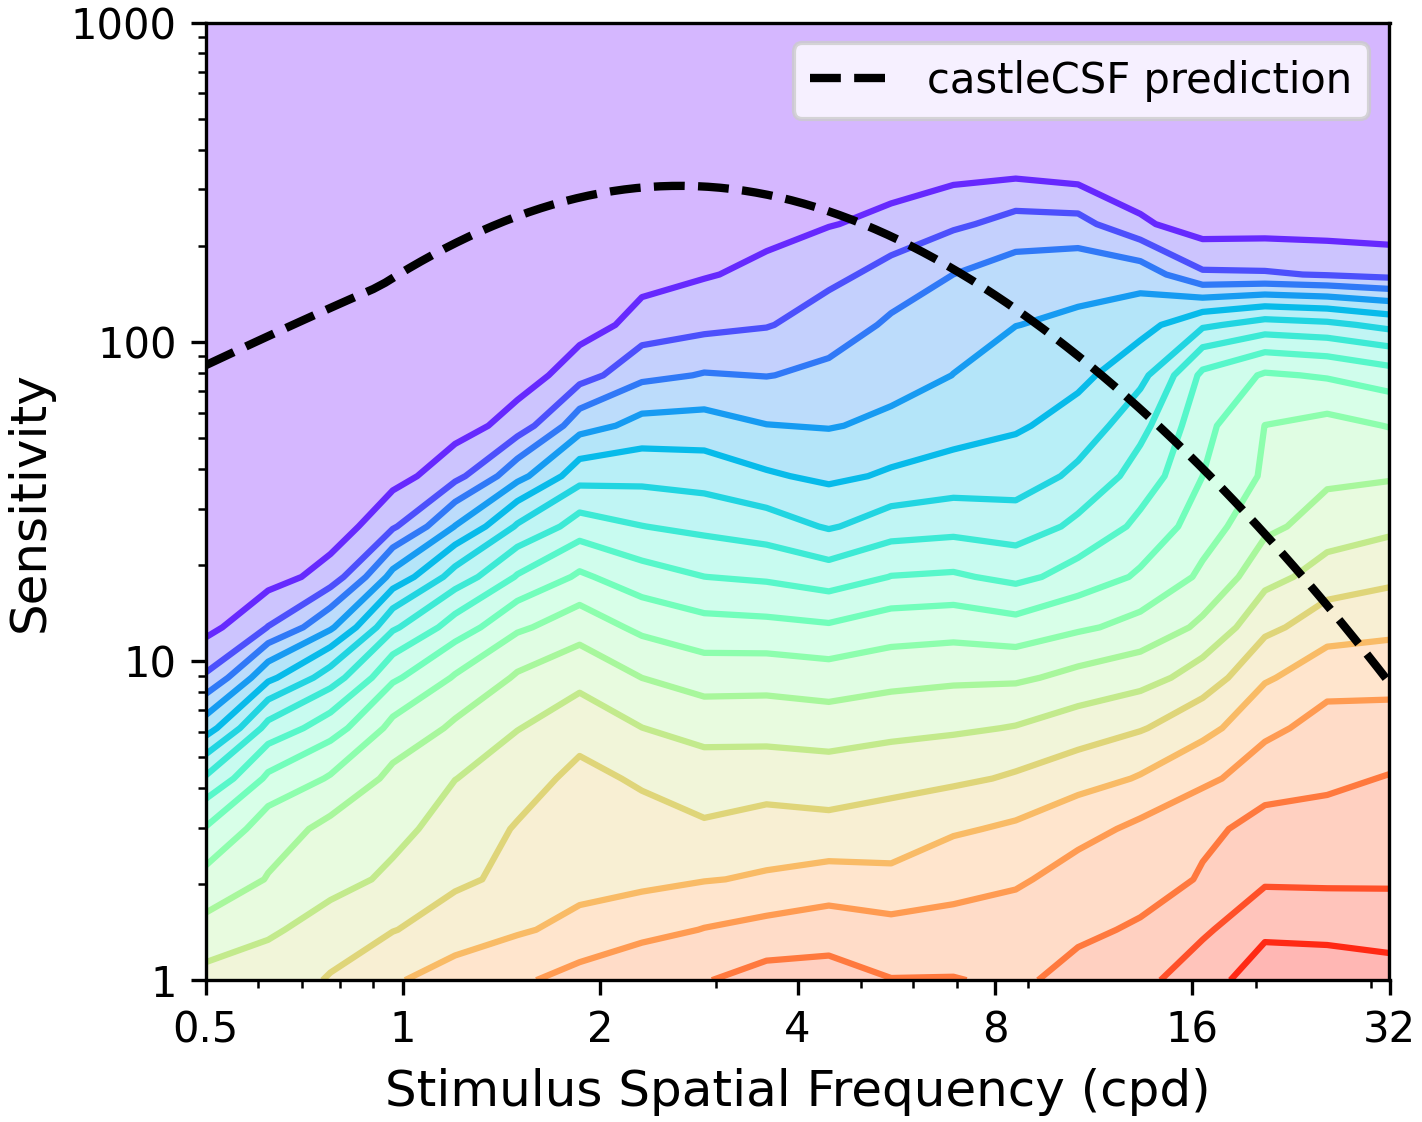 1000
100
10
1
Sensitivity
castleCSF prediction
0.5 1 2 4 8 16 32
Stimulus Spatial Frequency (cpd)